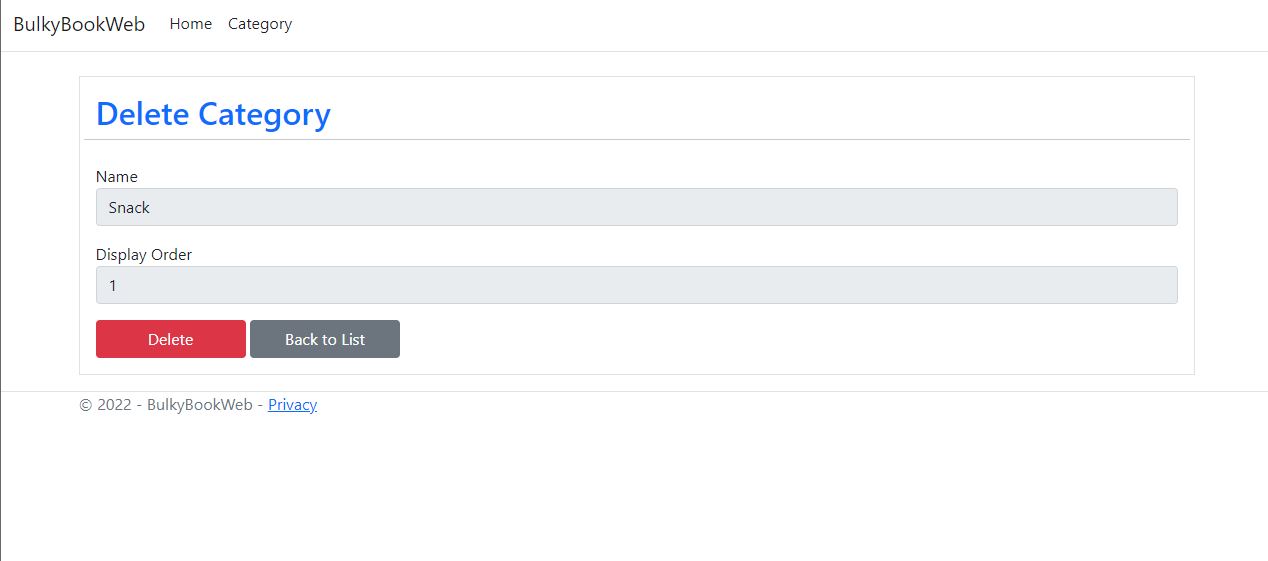 BulkyBookWeb Home Category
Delete Category
Name
Snack
Display Order
1
Delete Back to List
© 2022 - BulkyBookWeb - Privacy